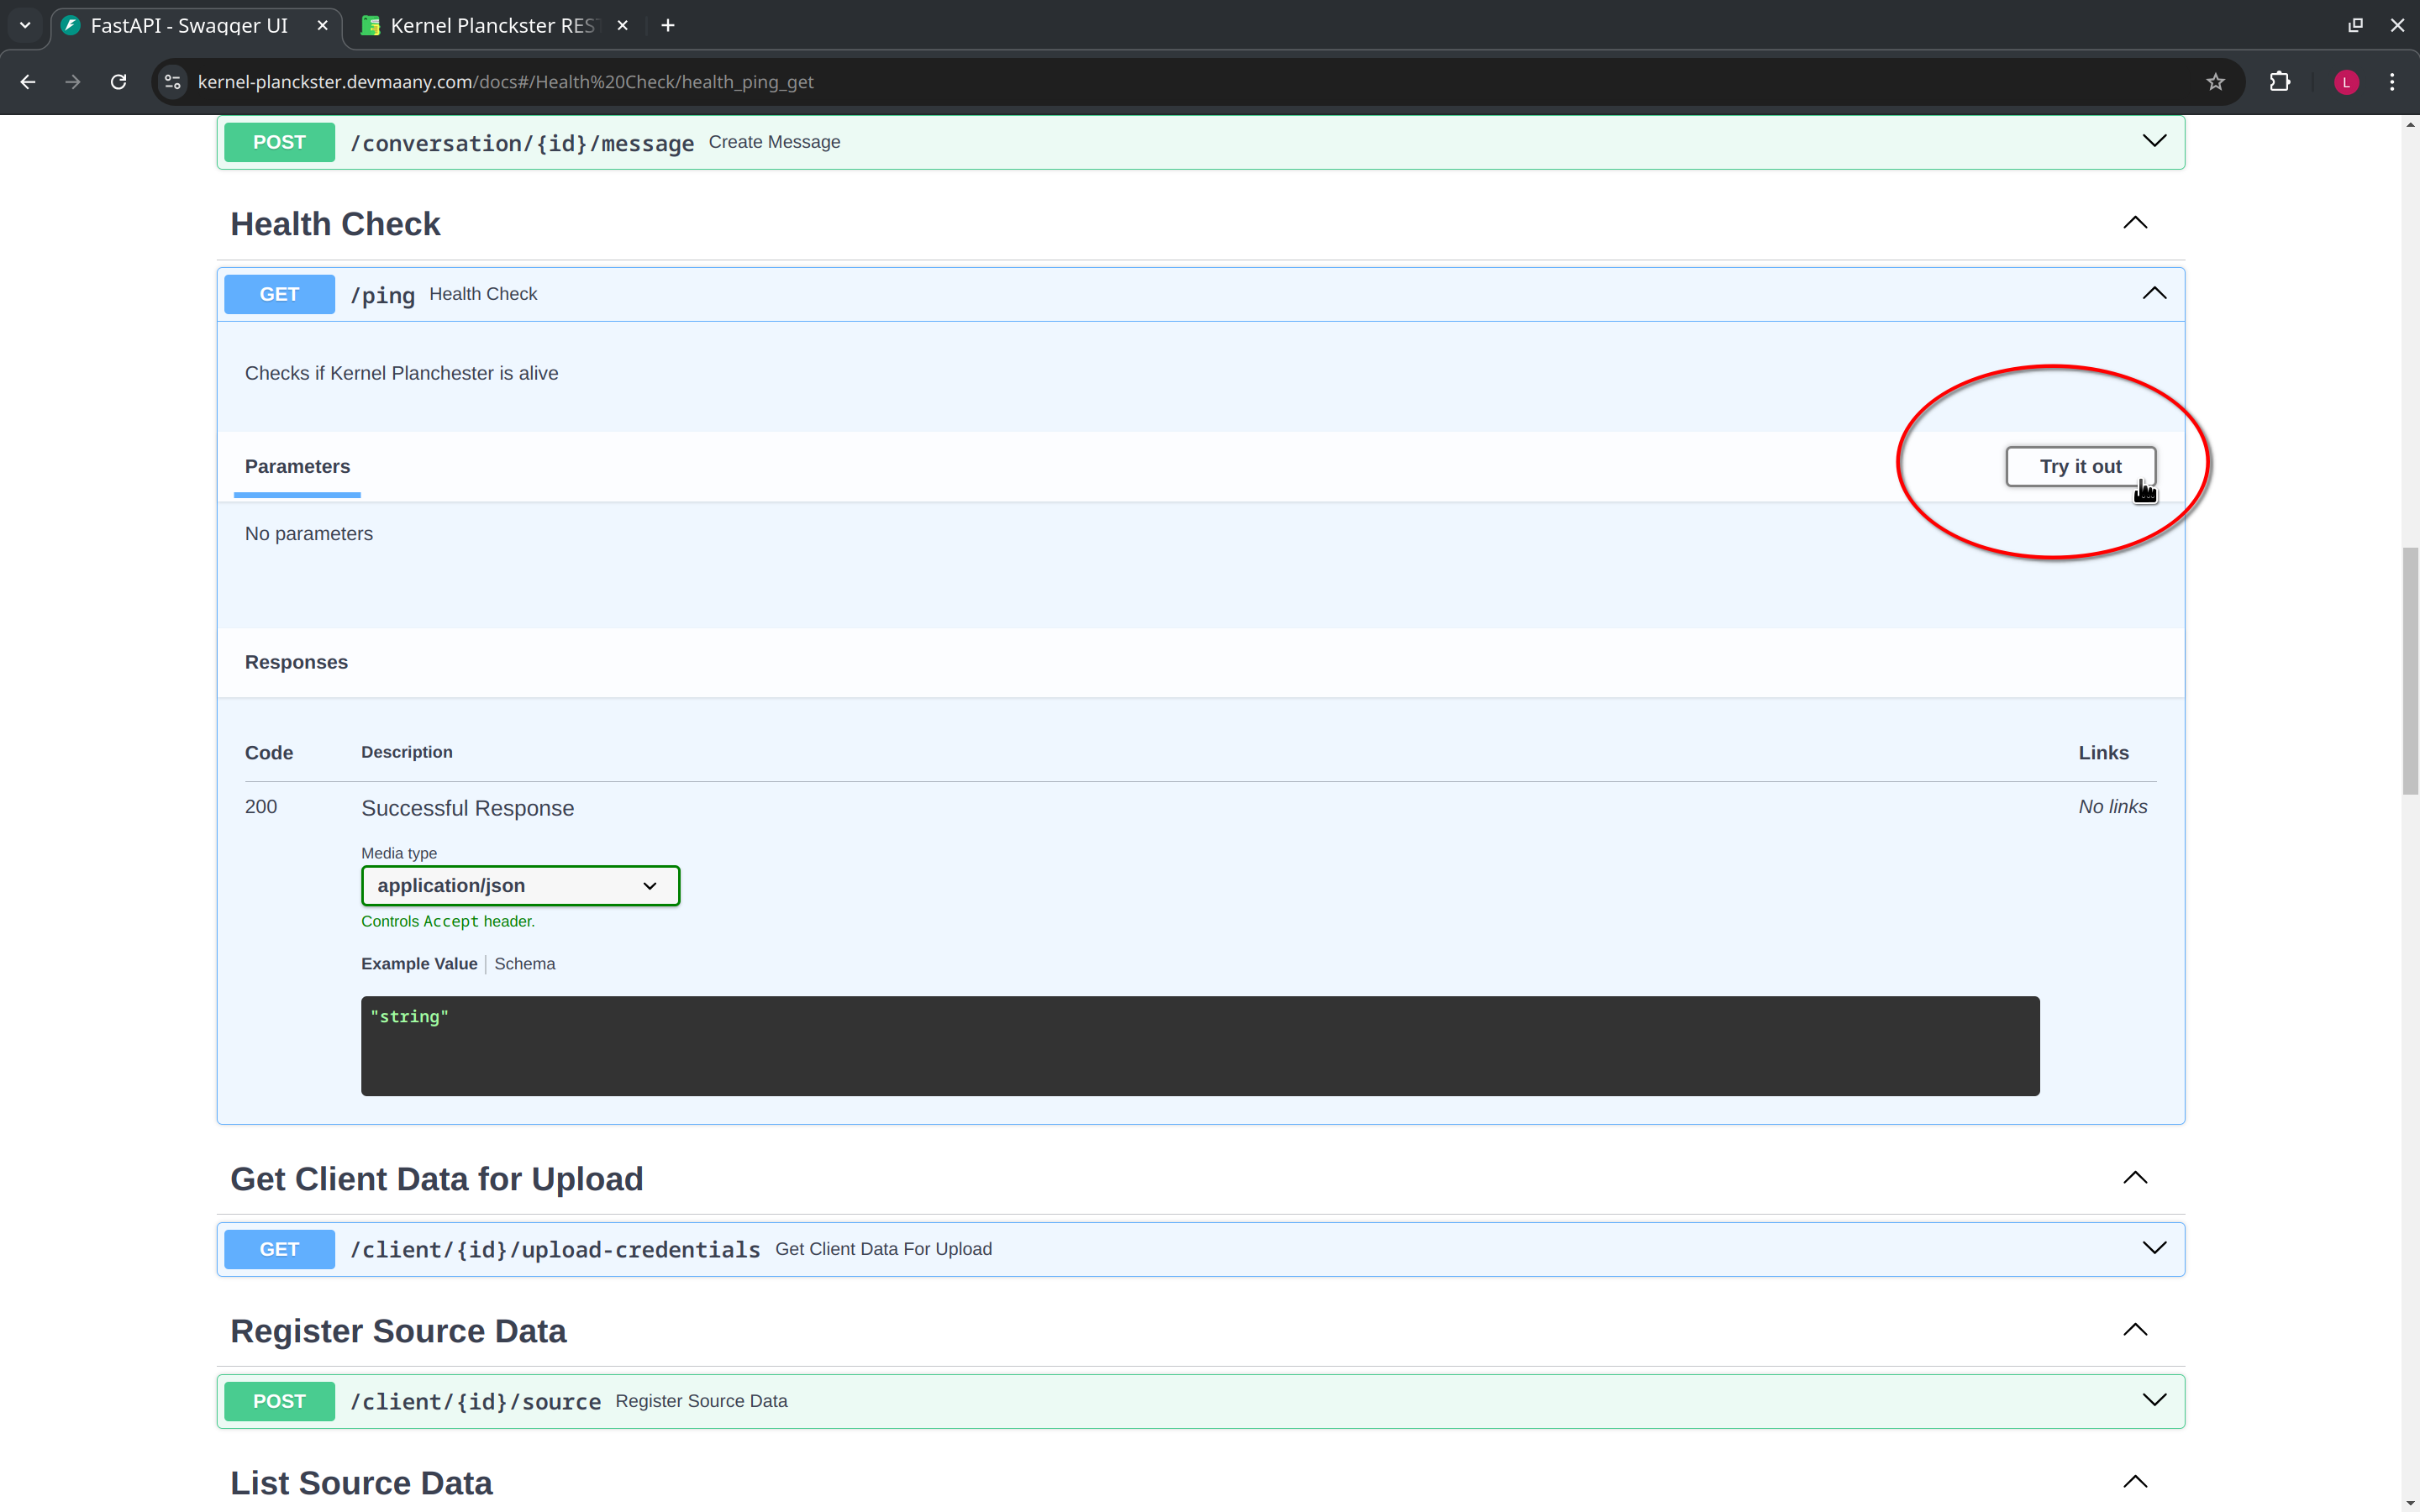 FastAPI - Swagger UI
Kernel Planckster RES
kernel-planckster.devmaany.com/docs#/Health%20Check/health_ping_get
L
POST /conversation/{id}/message Create Message
Health Check
GET /ping Health Check
Checks if Kernel Planchester is alive
Parameters
Try it out
No parameters
Responses
Code Description Links
200 Successful Response No links
Media type
application/json
Controls Accept header.
Example Value Schema
"string"
Get Client Data for Upload
GET /client/{id}/upload-credentials Get Client Data For Upload
Register Source Data
POST /client/{id}/source Register Source Data
List Source Data